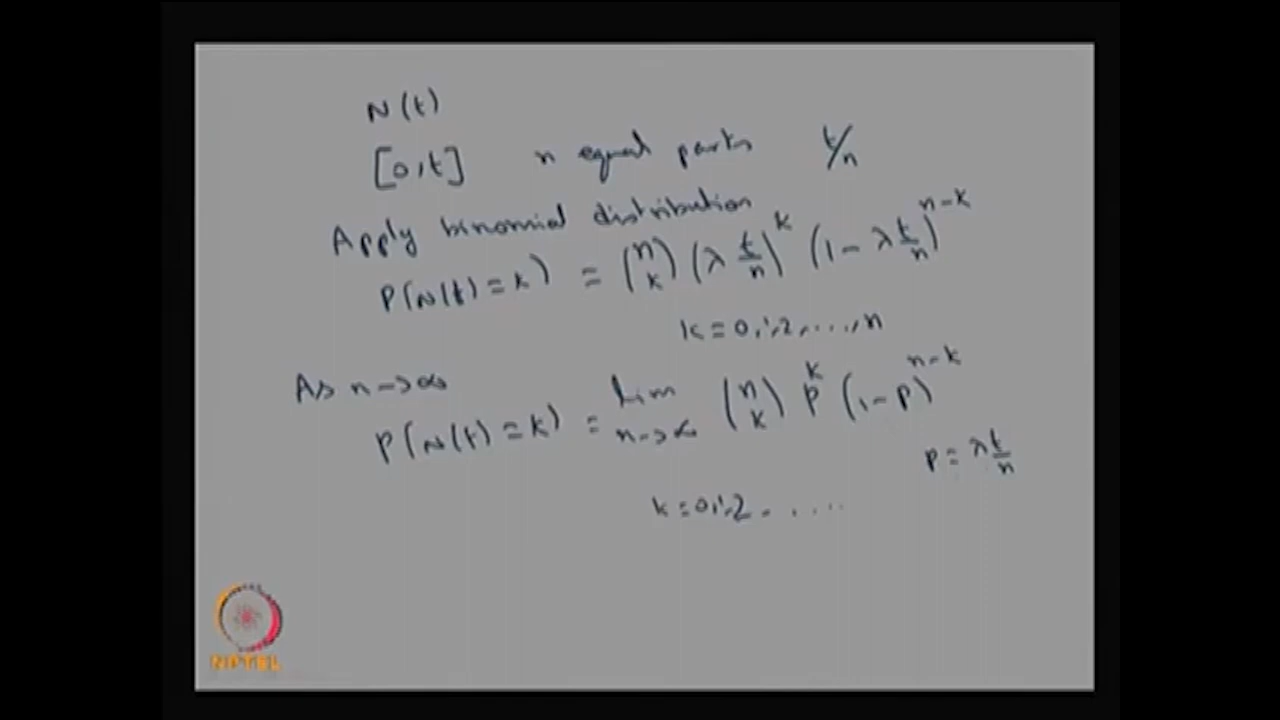 N(t)
[0,t] n equal parts t/n
Apply binomial distribution
P(N(t) = k) = (n k) (λ t/n)^k (1 - λ t/n)^{n-k}
k = 0,1,2,...,n
As n->∞
P(N(t) = k) = lim n->∞ (n k) p^k (1-p)^{n-k}
p = λ t/n
k = 0,1,2.....
NPTEL